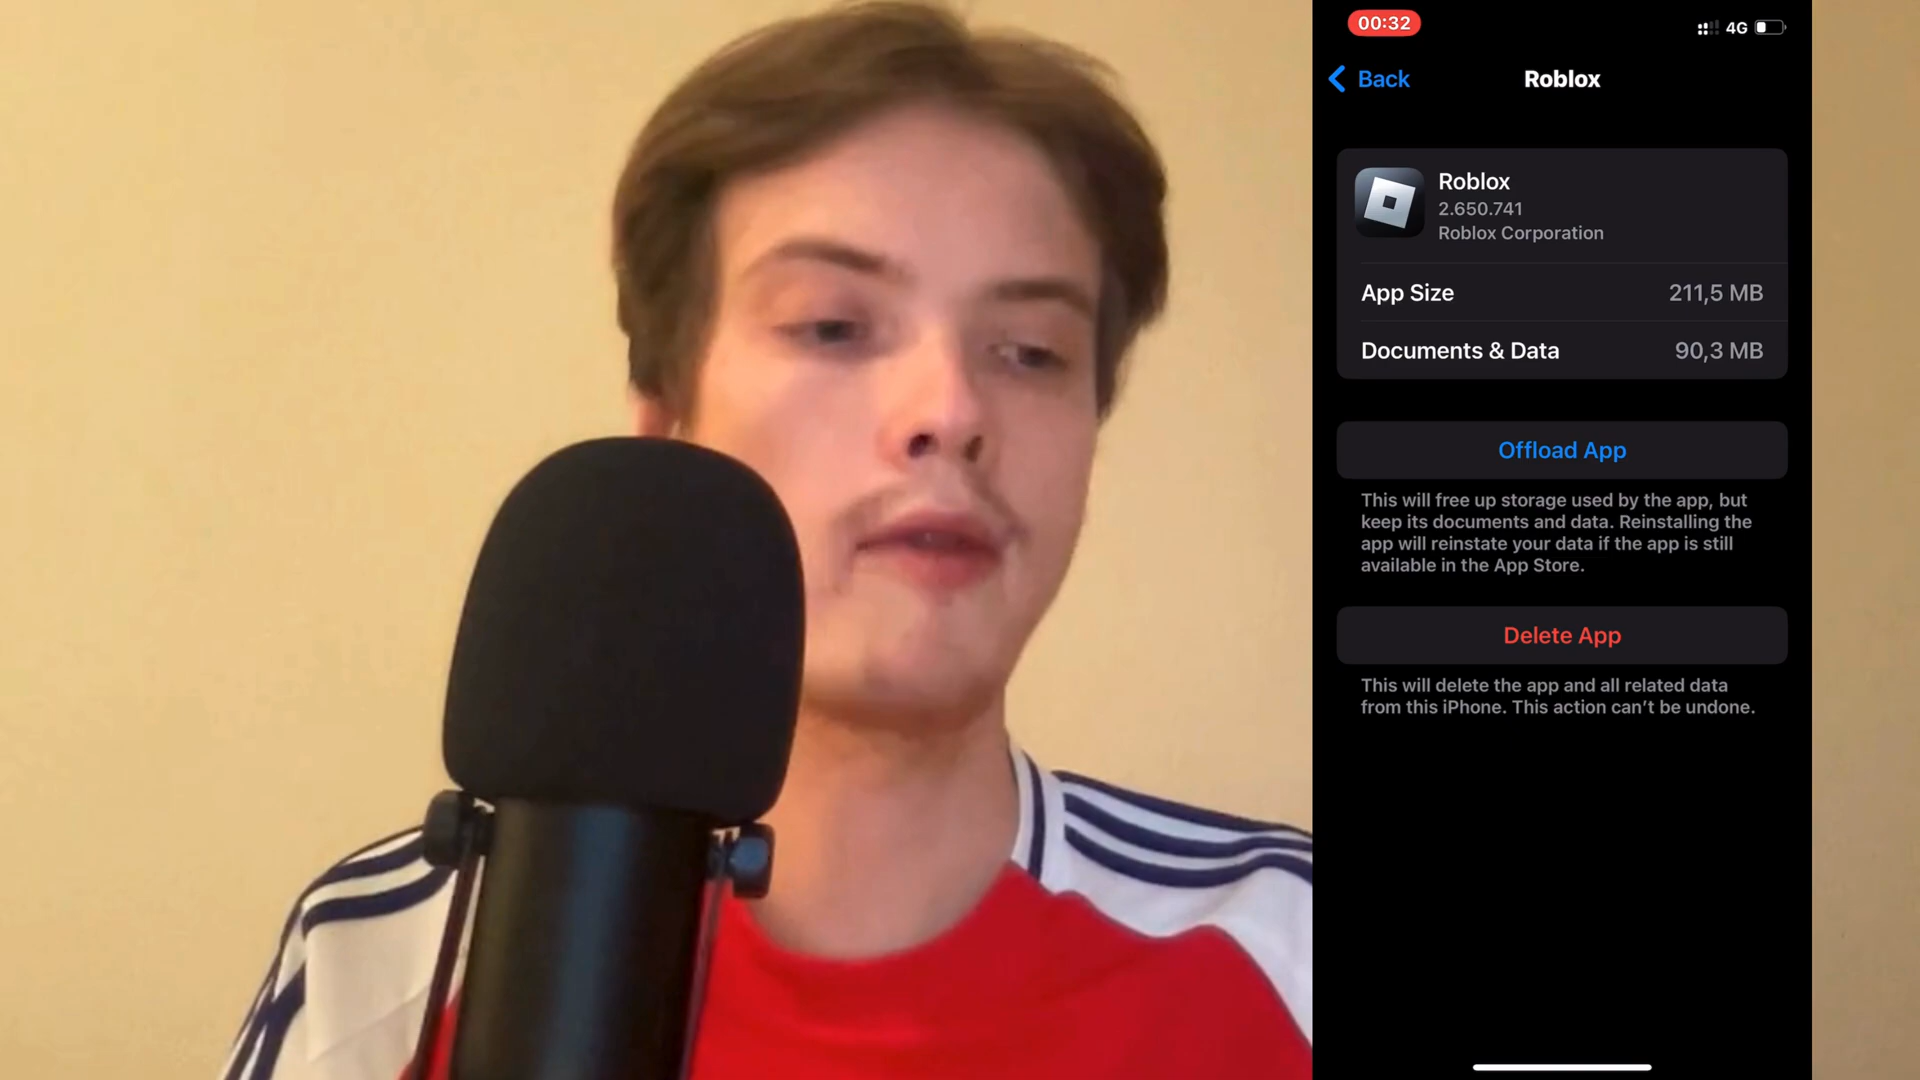 00:32
4G
Back
Roblox
Roblox
2.650.741
Roblox Corporation
App Size 211,5 MB
Documents & Data 90,3 MB
Offload App
This will free up storage used by the app, but
keep its documents and data. Reinstalling the
app will reinstate your data if the app is still
available in the App Store.
Delete App
This will delete the app and all related data
from this iPhone. This action can’t be undone.